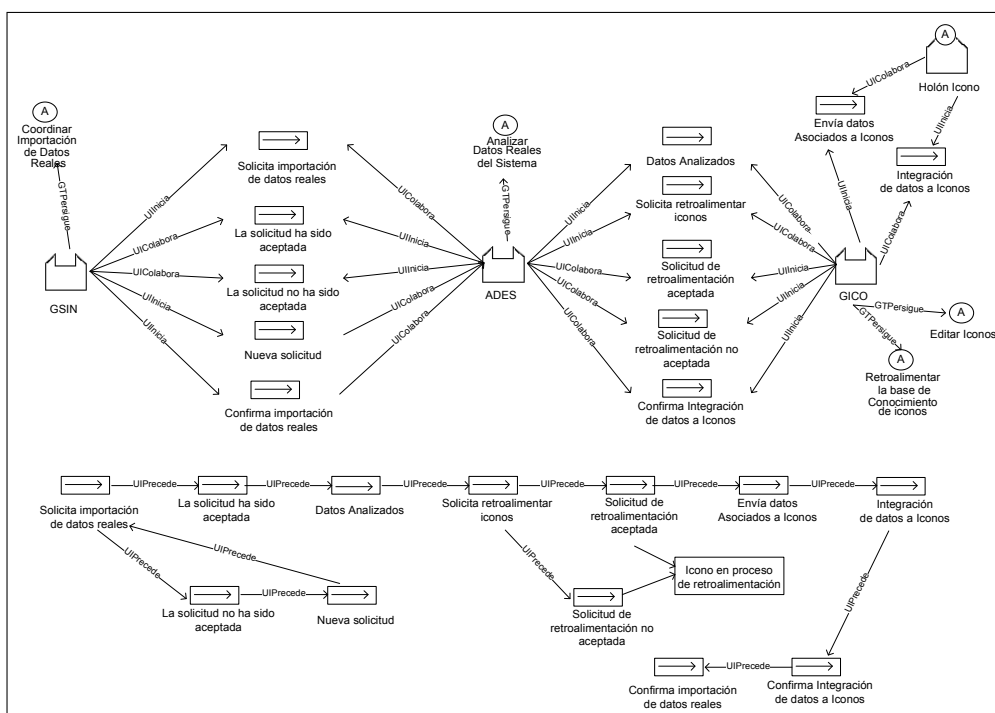 A
Holón Icono
UIColabora
UIInicia
Envía datos
Asociados a Iconos
Integración
de datos a Iconos
UIInicia
UIColabora
A
Coordinar
Importación
de Datos
Reales
GTPersigue
A
Analizar
Datos Reales
del Sistema
GTPersigue
Solicita importación
de datos reales
La solicitud ha sido
aceptada
La solicitud no ha sido
aceptada
Nueva solicitud
Confirma importación
de datos reales
UIInicia
UIColabora
UIColabora
UIInicia
UIInicia
UIColabora
UIInicia
UIInicia
UIColabora
UIColabora
GSIN
ADES
GICO
Datos Analizados
Solicita retroalimentar
iconos
Solicitud de
retroalimentación
aceptada
Solicitud de
retroalimentación no
aceptada
Confirma Integración
de datos a Iconos
UIInicia
UIInicia
UIColabora
UIColabora
UIColabora
UIColabora
UIColabora
UIInicia
UIInicia
UIInicia
GTPersigue
GTPersigue
A
Editar Iconos
A
Retroalimentar
la base de
Conocimiento
de iconos
UIPrecede
UIPrecede
UIPrecede
UIPrecede
UIPrecede
UIPrecede
Solicita importación
de datos reales
La solicitud ha sido
aceptada
Datos Analizados
Solicita retroalimentar
iconos
Solicitud de
retroalimentación
aceptada
Envía datos
Asociados a Iconos
Integración
de datos a Iconos
UIPrecede
UIPrecede
UIPrecede
UIPrecede
UIPrecede
Icono en proceso
de retroalimentación
La solicitud no ha sido
aceptada
Nueva solicitud
Solicitud de
retroalimentación no
aceptada
UIPrecede
Confirma importación
de datos reales
Confirma Integración
de datos a Iconos